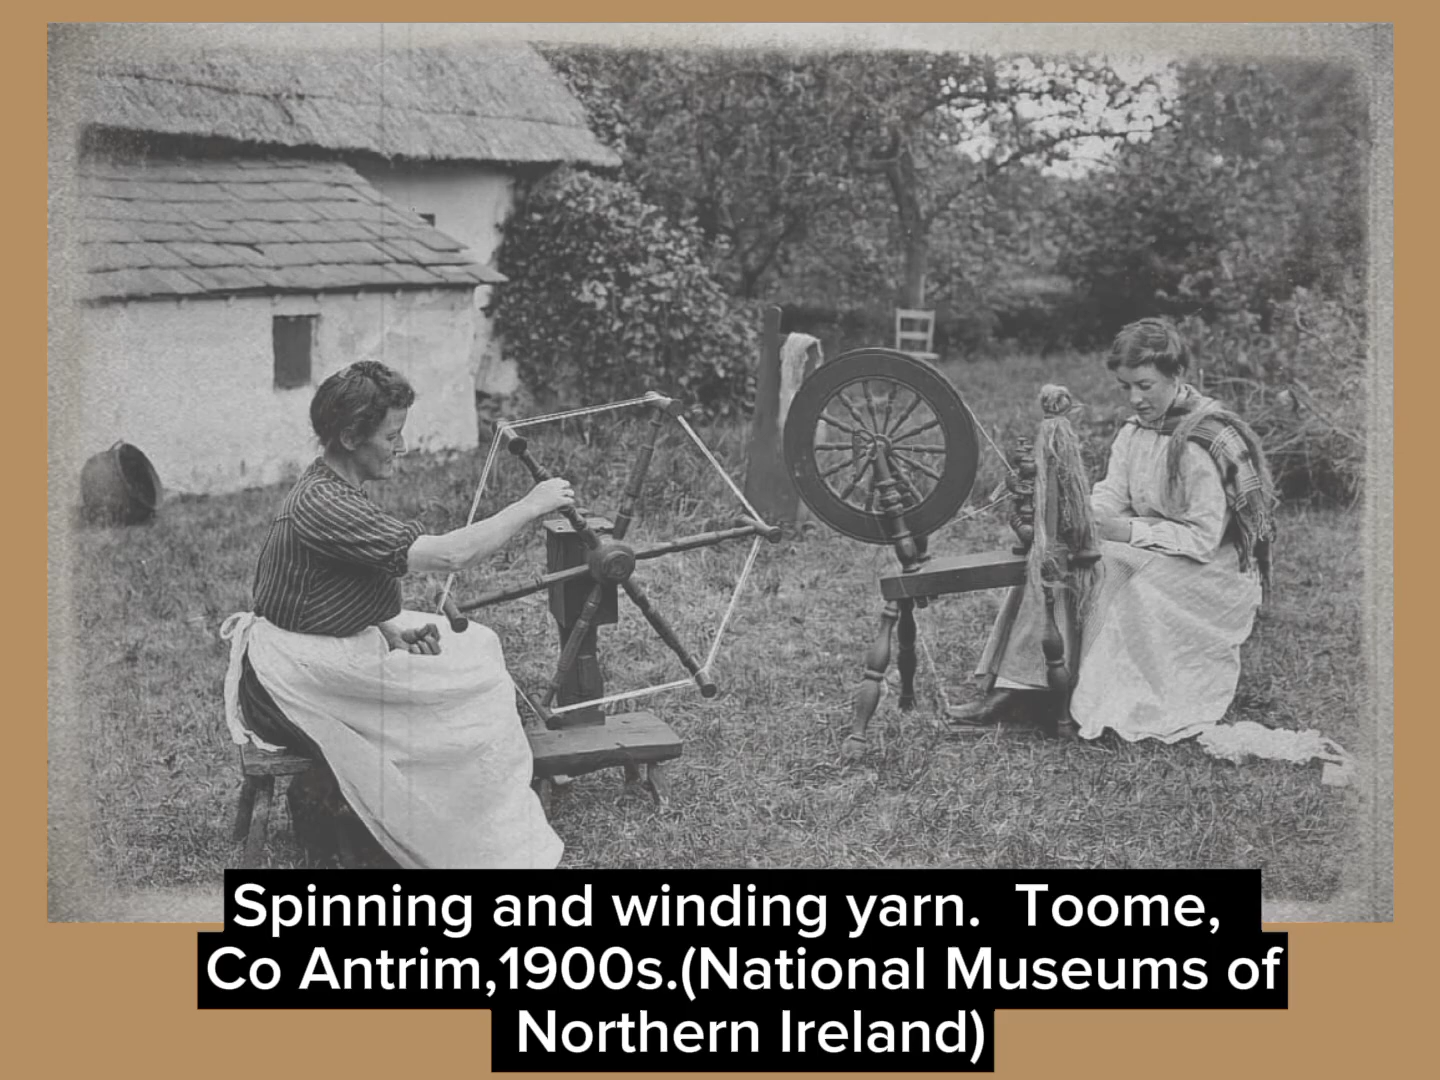 Spinning and winding yarn.  Toome,
Co Antrim,1900s.(National Museums of
Northern Ireland)